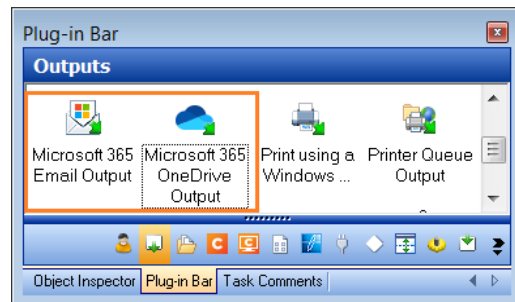 Plug-in Bar
Outputs
Microsoft 365 Microsoft 365 Print using a Printer Queue
Email Output OneDrive Windows ... Output
Output
Object Inspector Plug-in Bar Task Comments